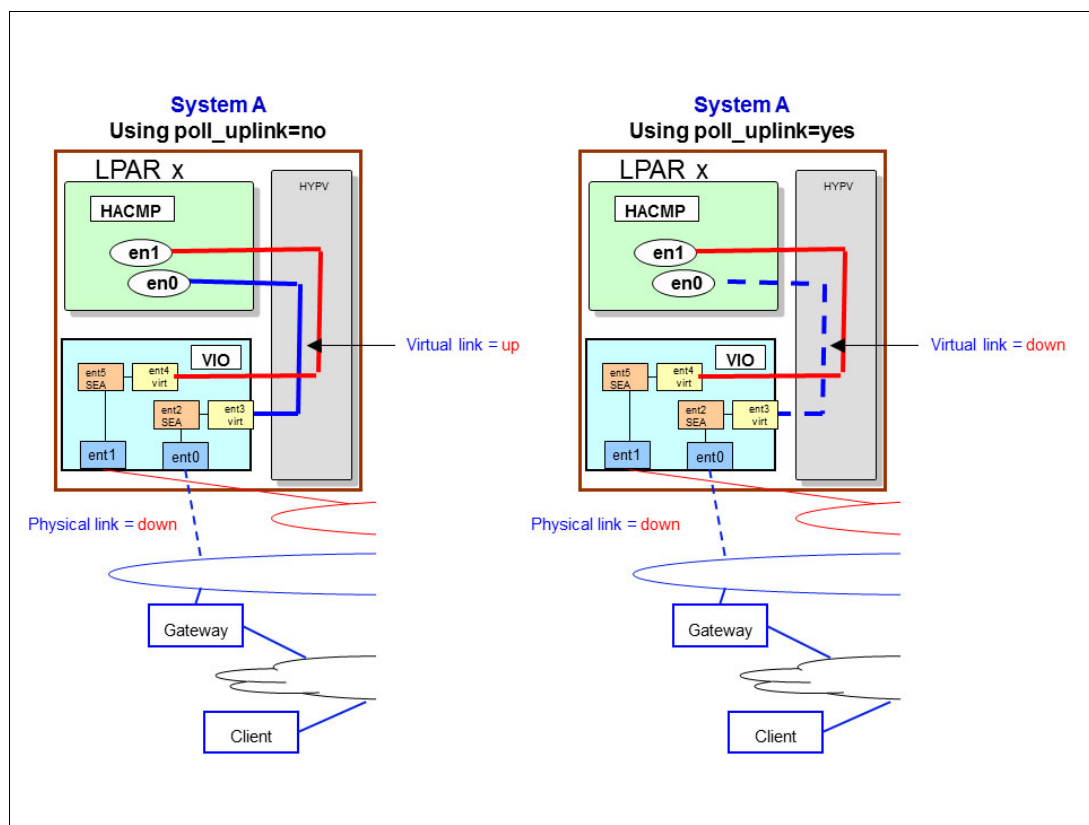 System A
Using poll_uplink=no
LPAR x
HYPV
HACMP
en1
en0
Virtual link = up
VIO
ent5
SEA
ent4
virt
ent2
SEA
ent3
virt
ent1
ent0
Physical link = down
Gateway
Client
System A
Using poll_uplink=yes
LPAR x
HYPV
HACMP
en1
en0
Virtual link = down
VIO
ent5
SEA
ent4
virt
ent2
SEA
ent3
virt
ent1
ent0
Physical link = down
Gateway
Client